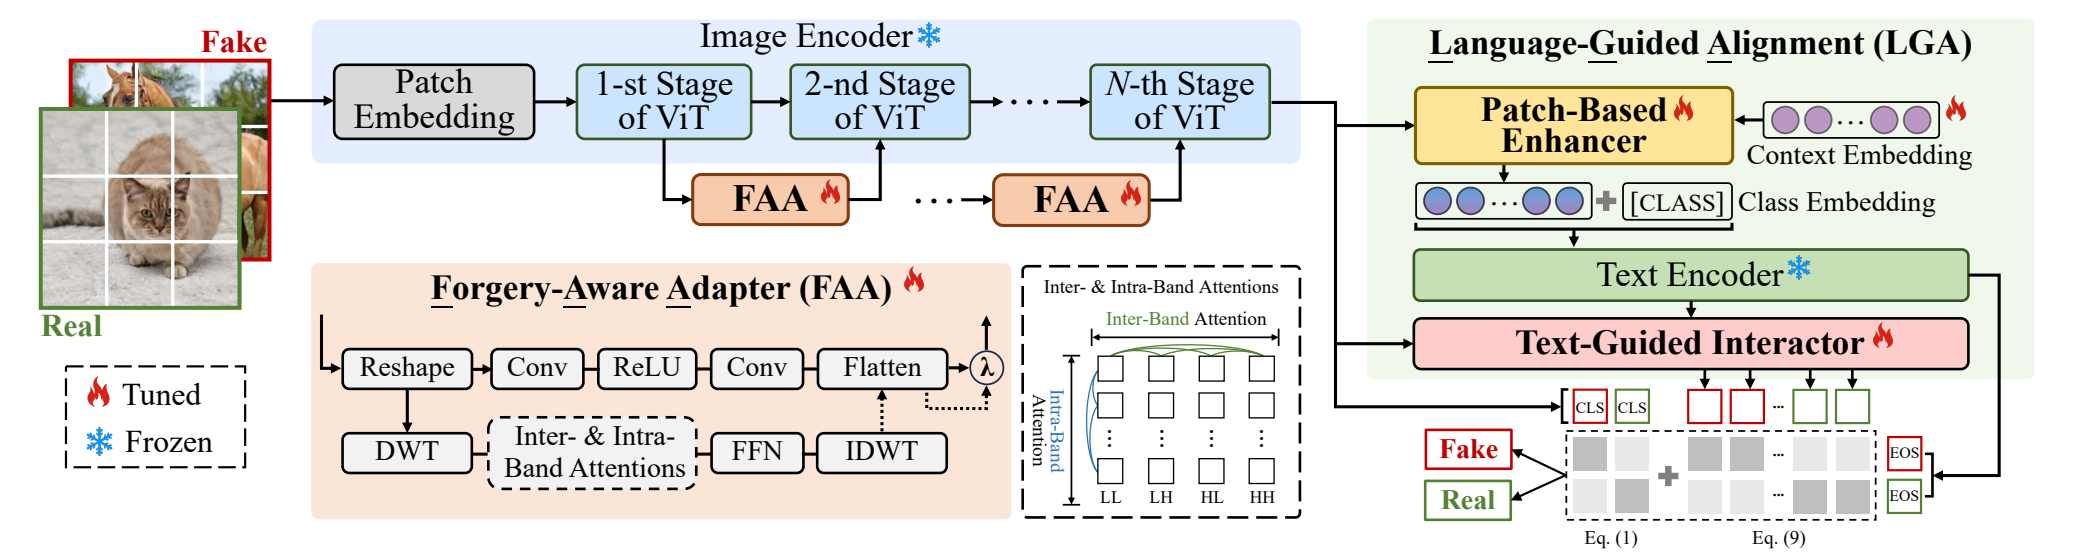 Fake
Real
Tuned
Frozen
Image Encoder
Patch
Embedding
1-st Stage
of ViT
2-nd Stage
of ViT
...
N-th Stage
of ViT
FAA
...
FAA
Forgery-Aware Adapter (FAA)
Reshape
Conv
ReLU
Conv
Flatten
λ
DWT
Inter- & Intra-
Band Attentions
FFN
IDWT
Inter- & Intra-Band Attentions
Inter-Band Attention
Intra-Band
Attention
LL
LH
HL
HH
Language-Guided Alignment (LGA)
Patch-Based
Enhancer
...
Context Embedding
...
[CLASS]
Class Embedding
Text Encoder
Text-Guided Interactor
CLS
CLS
...
Fake
Real
...
...
EOS
EOS
Eq. (1)
Eq. (9)